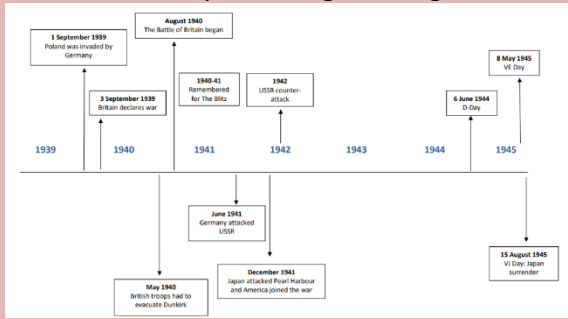 August 1940
The Battle of Britain began
1 September 1939
Poland was invaded by
Germany
8 May 1945
VE Day
1940-41
Remembered
for The Blitz
1942
USSR counter-
attack
3 September 1939
Britain declares war
6 June 1944
D-Day
1939 1940 1941 1942 1943 1944 1945
June 1941
Germany attacked
USSR
15 August 1945
VJ Day: Japan
surrender
December 1941
Japan attacked Pearl Harbour
and America joined the war
May 1940
British troops had to
evacuate Dunkirk